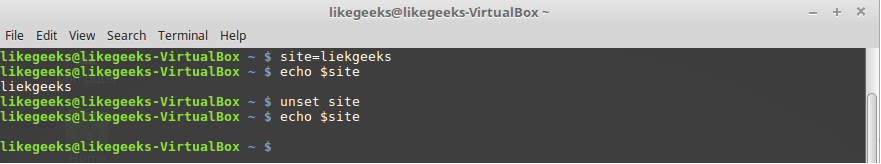 likegeeks@likegeeks-VirtualBox ~
File Edit View Search Terminal Help
likegeeks@likegeeks-VirtualBox ~ $ site=liekgeeks
likegeeks@likegeeks-VirtualBox ~ $ echo $site
liekgeeks
likegeeks@likegeeks-VirtualBox ~ $ unset site
likegeeks@likegeeks-VirtualBox ~ $ echo $site
likegeeks@likegeeks-VirtualBox ~ $
Home